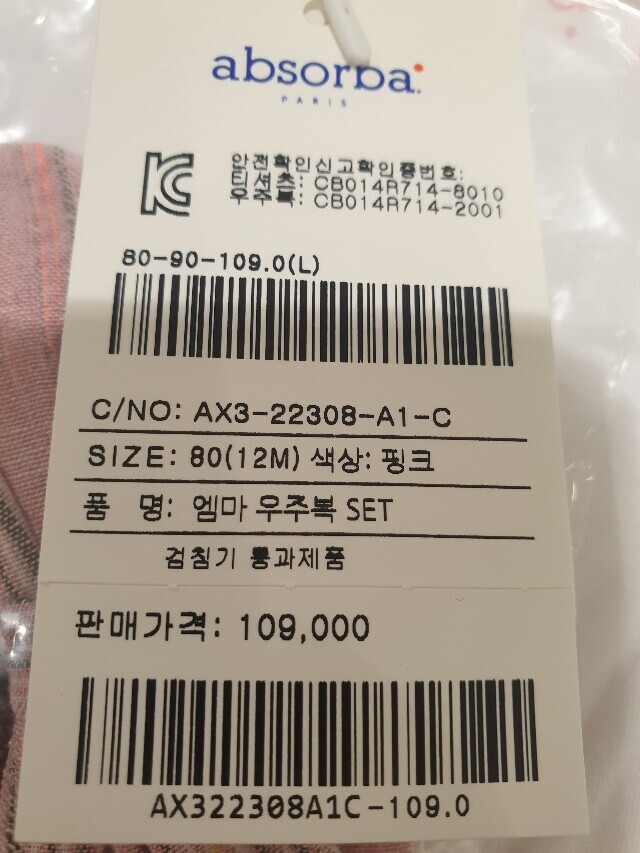 absorba
PARIS
안전확인신고확인증번호:
티셔츠: CB014R714-8010
우주복: CB014R714-2001
80-90-109.0(L)
C/NO: AX3-22308-A1-C
SIZE: 80(12M) 색상: 핑크
품 명: 엠마 우주복 SET
검침기 통과제품
판매가격: 109,000
AX322308A1C-109.0